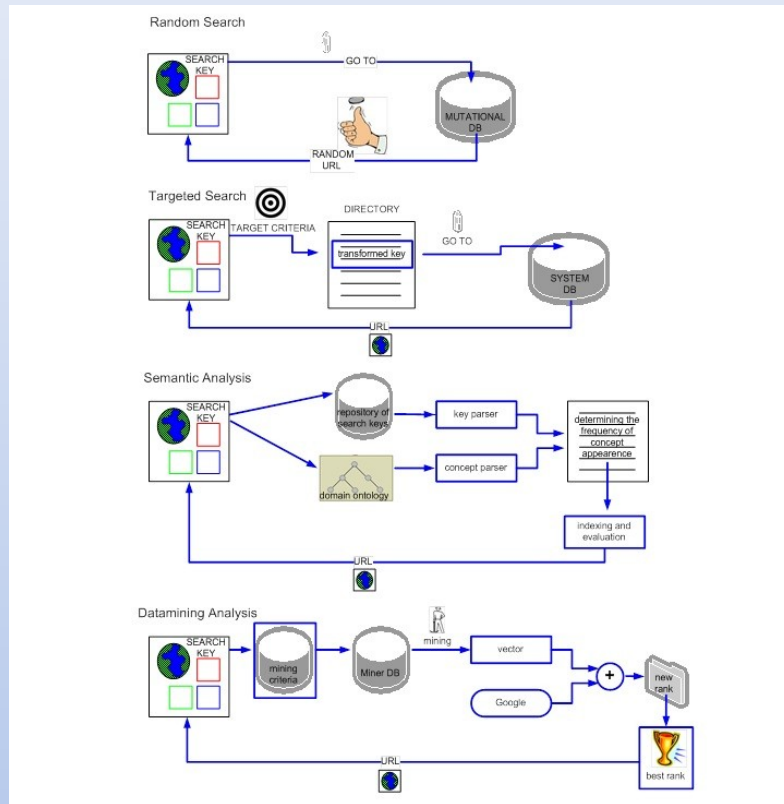 Random Search
SEARCH
KEY
GO TO
MUTATIONAL
DB
RANDOM
URL
Targeted Search
SEARCH
KEY
TARGET CRITERIA
DIRECTORY
transformed key
GO TO
SYSTEM
DB
URL
Semantic Analysis
SEARCH
KEY
repository of
search keys
key parser
determining the
frequency of
concept
appearence
domain ontology
concept parser
indexing and
evaluation
URL
Datamining Analysis
SEARCH
KEY
mining
criteria
Miner DB
mining
vector
Google
+
new
rank
best rank
URL